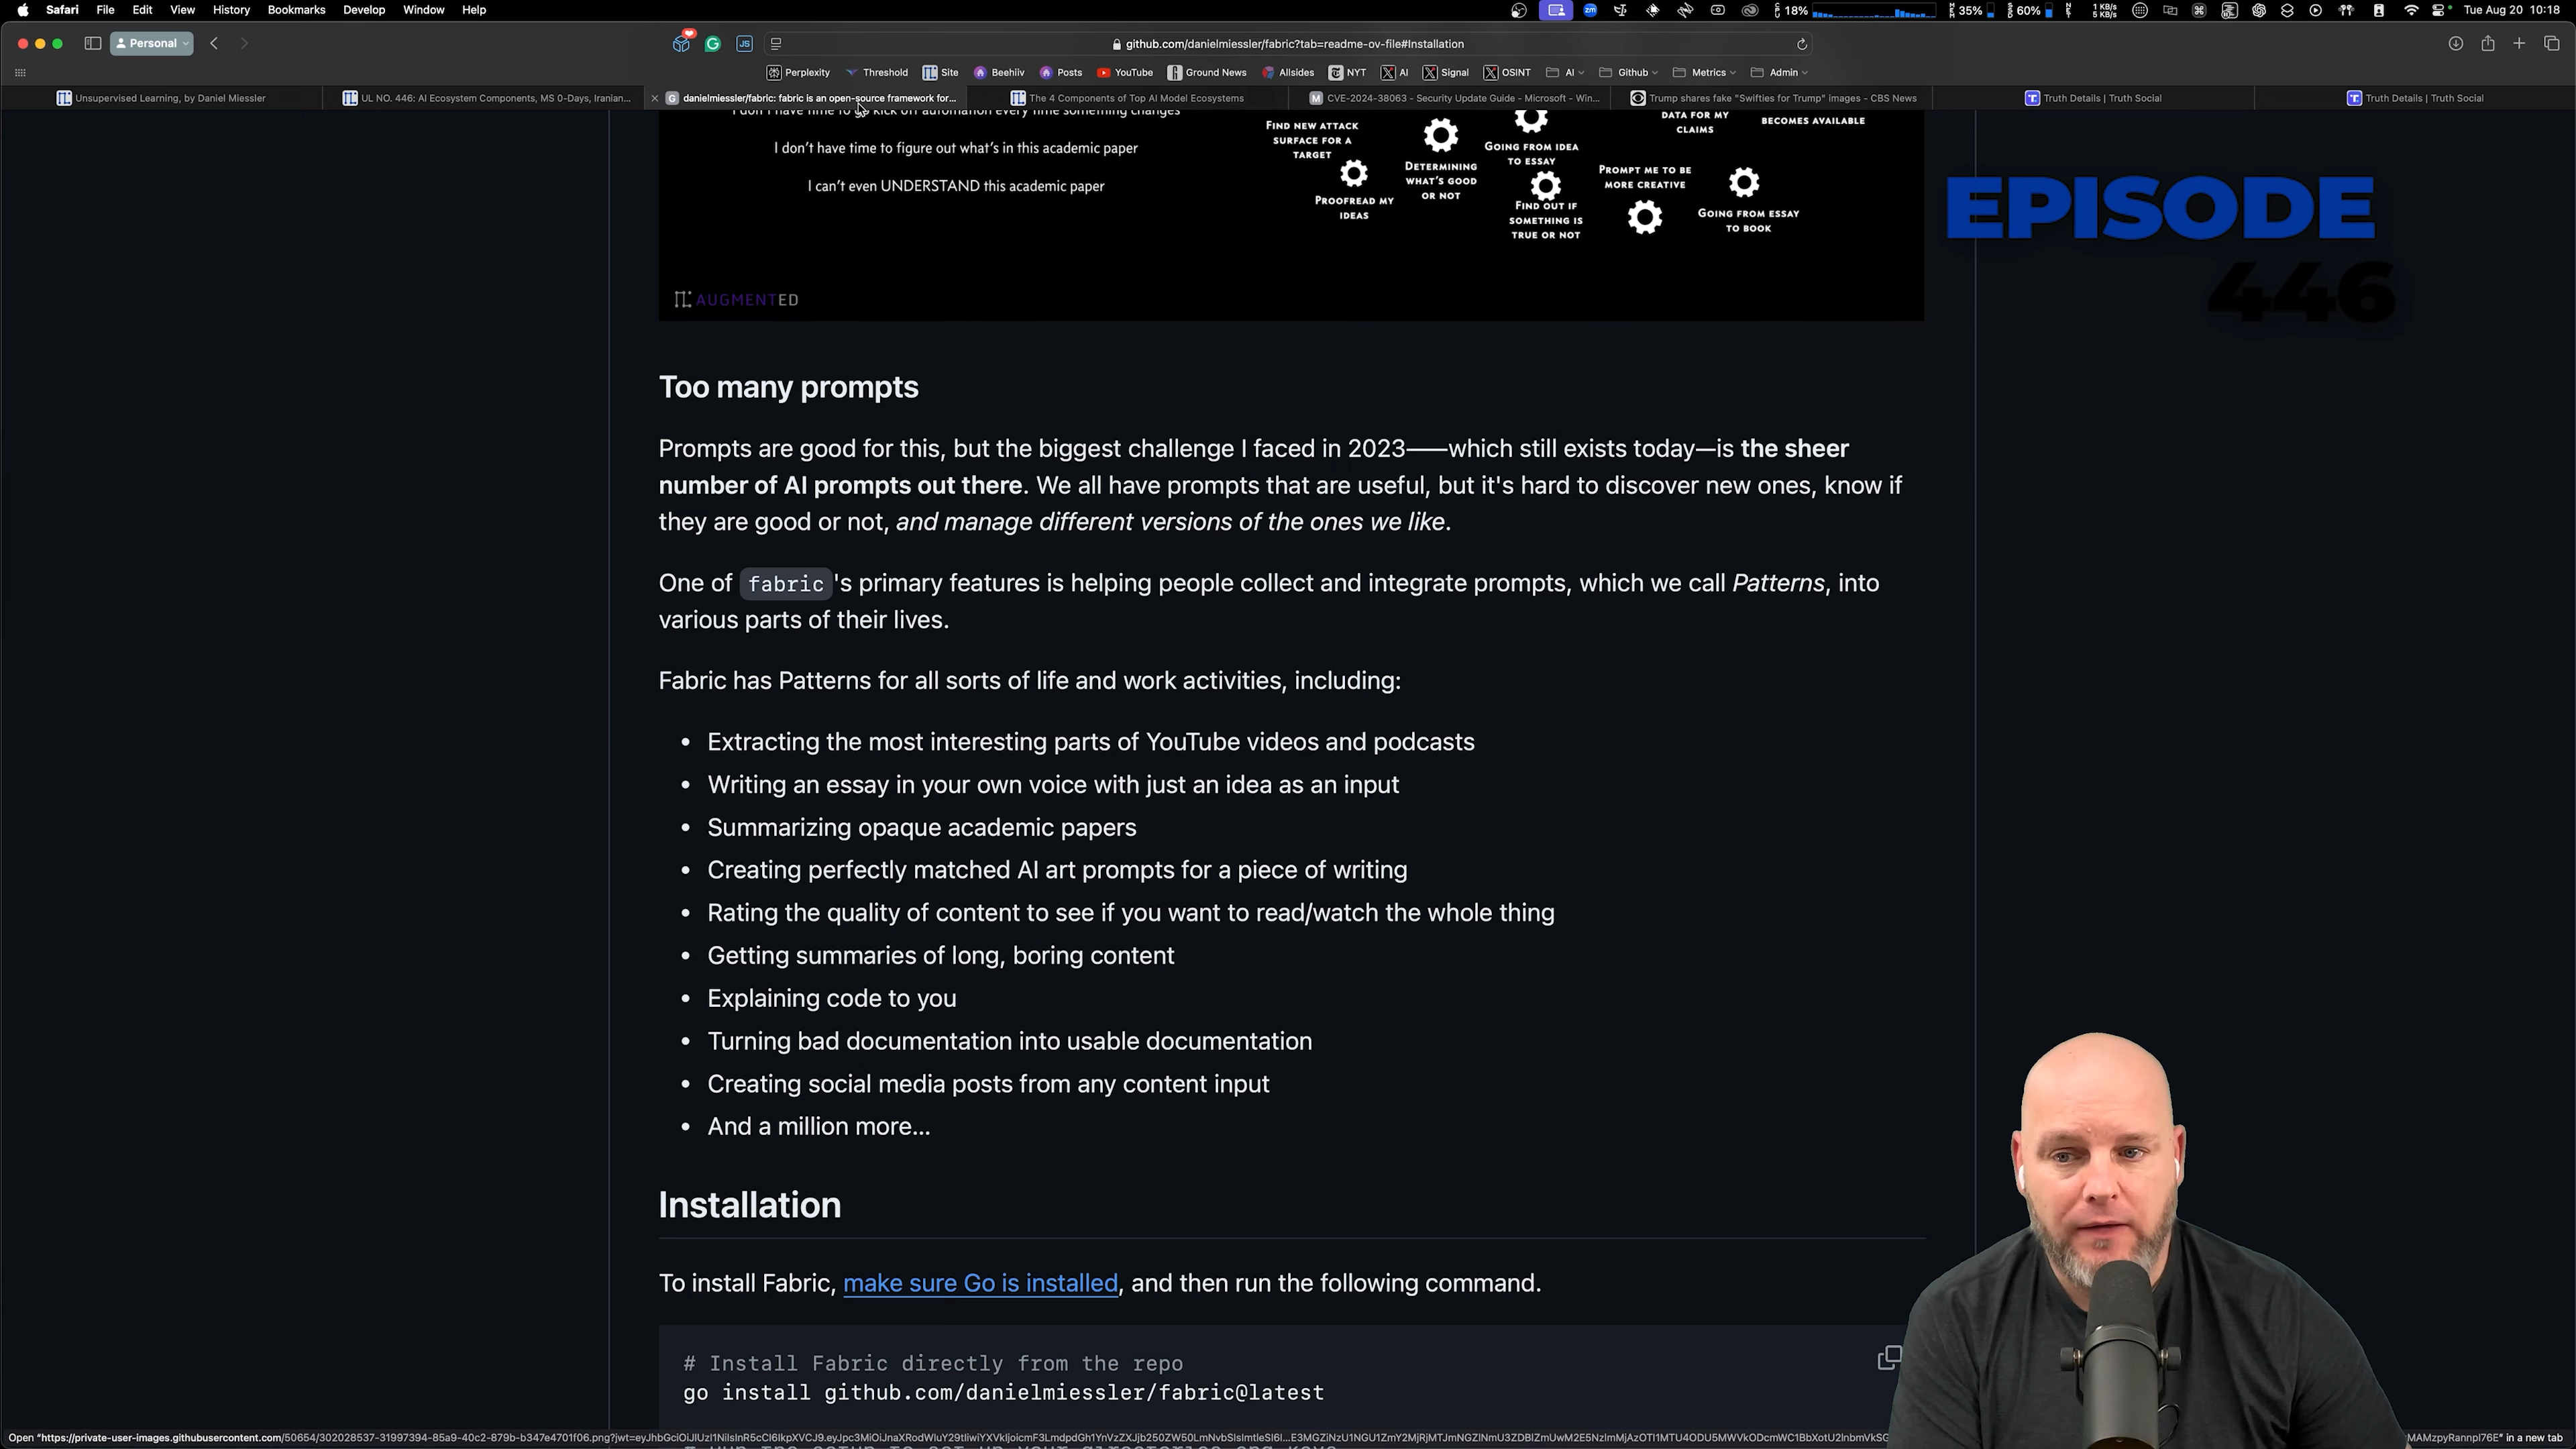 Safari File Edit View History Bookmarks Develop Window Help
18% 35% 60% 1 KB/s 5 KB/s Tue Aug 20 10:18
Personal
github.com/danielmiessler/fabric?tab=readme-ov-file#Installation
Perplexity Threshold Site Beehiiv Posts YouTube Ground News Allsides NYT AI Signal OSINT AI Github Metrics Admin
Unsupervised Learning, by Daniel Miessler
UL NO. 446: AI Ecosystem Components, MS 0-Days, Iranian...
danielmiessler/fabric: fabric is an open-source framework for...
The 4 Components of Top AI Model Ecosystems
CVE-2024-38063 - Security Update Guide - Microsoft - Win...
Trump shares fake "Swifties for Trump" images - CBS News
Truth Details | Truth Social
Truth Details | Truth Social
I don't have time to go kick off automation every time something changes
I don't have time to figure out what's in this academic paper
I can't even UNDERSTAND this academic paper
FIND NEW ATTACK
SURFACE FOR A
TARGET
PROOFREAD MY
IDEAS
DETERMINING
WHAT'S GOOD
OR NOT
GOING FROM IDEA
TO ESSAY
FIND OUT IF
SOMETHING IS
TRUE OR NOT
DATA FOR MY
CLAIMS
PROMPT ME TO BE
MORE CREATIVE
BECOMES AVAILABLE
GOING FROM ESSAY
TO BOOK
AUGMENTED
EPISODE
446
Too many prompts
Prompts are good for this, but the biggest challenge I faced in 2023——which still exists today—is the sheer
number of AI prompts out there. We all have prompts that are useful, but it's hard to discover new ones, know if
they are good or not, and manage different versions of the ones we like.
One of fabric's primary features is helping people collect and integrate prompts, which we call Patterns, into
various parts of their lives.
Fabric has Patterns for all sorts of life and work activities, including:
• Extracting the most interesting parts of YouTube videos and podcasts
• Writing an essay in your own voice with just an idea as an input
• Summarizing opaque academic papers
• Creating perfectly matched AI art prompts for a piece of writing
• Rating the quality of content to see if you want to read/watch the whole thing
• Getting summaries of long, boring content
• Explaining code to you
• Turning bad documentation into usable documentation
• Creating social media posts from any content input
• And a million more...
Installation
To install Fabric, make sure Go is installed, and then run the following command.
# Install Fabric directly from the repo
go install github.com/danielmiessler/fabric@latest